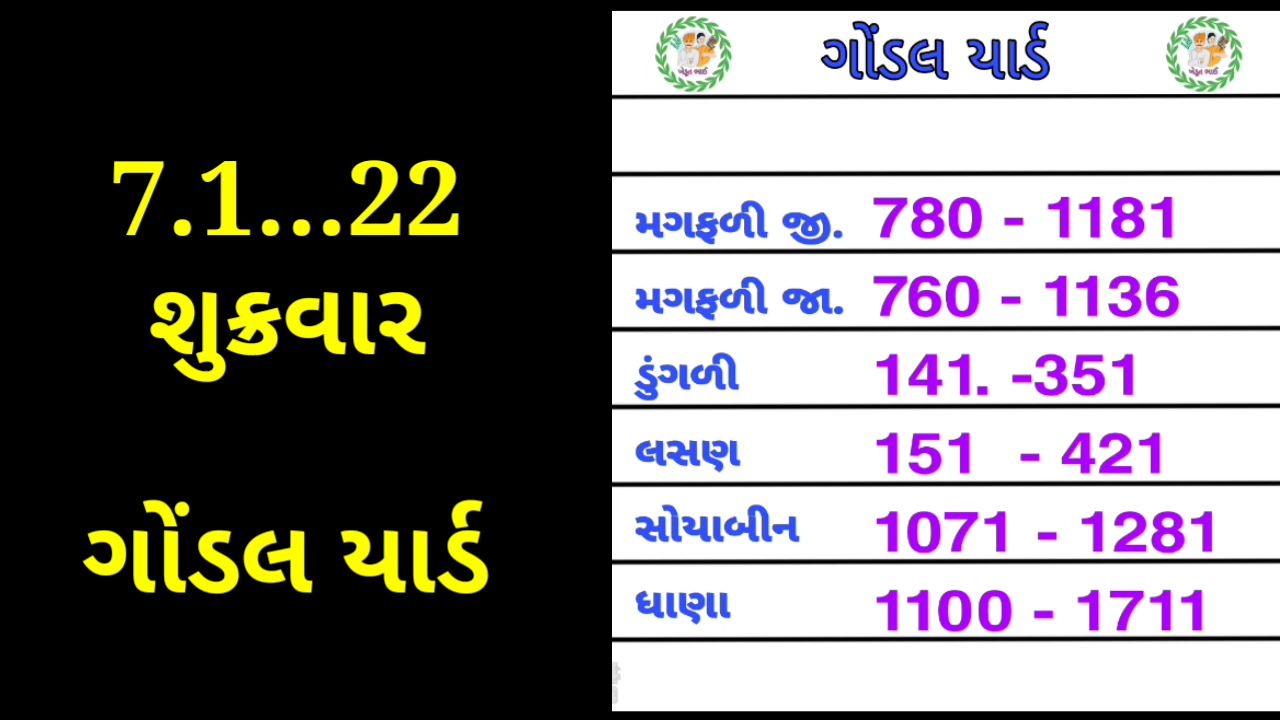 7.1...22
શુક્રવાર
ગોંડલ યાર્ડ
ગોંડલ યાર્ડ
ખેડૂત ભાઈ
ખેડૂત ભાઈ
મગફળી જી. 780 - 1181
મગફળી જા. 760 - 1136
ડુંગળી 141. -351
લસણ 151 - 421
સોયાબીન 1071 - 1281
ધાણા 1100 - 1711